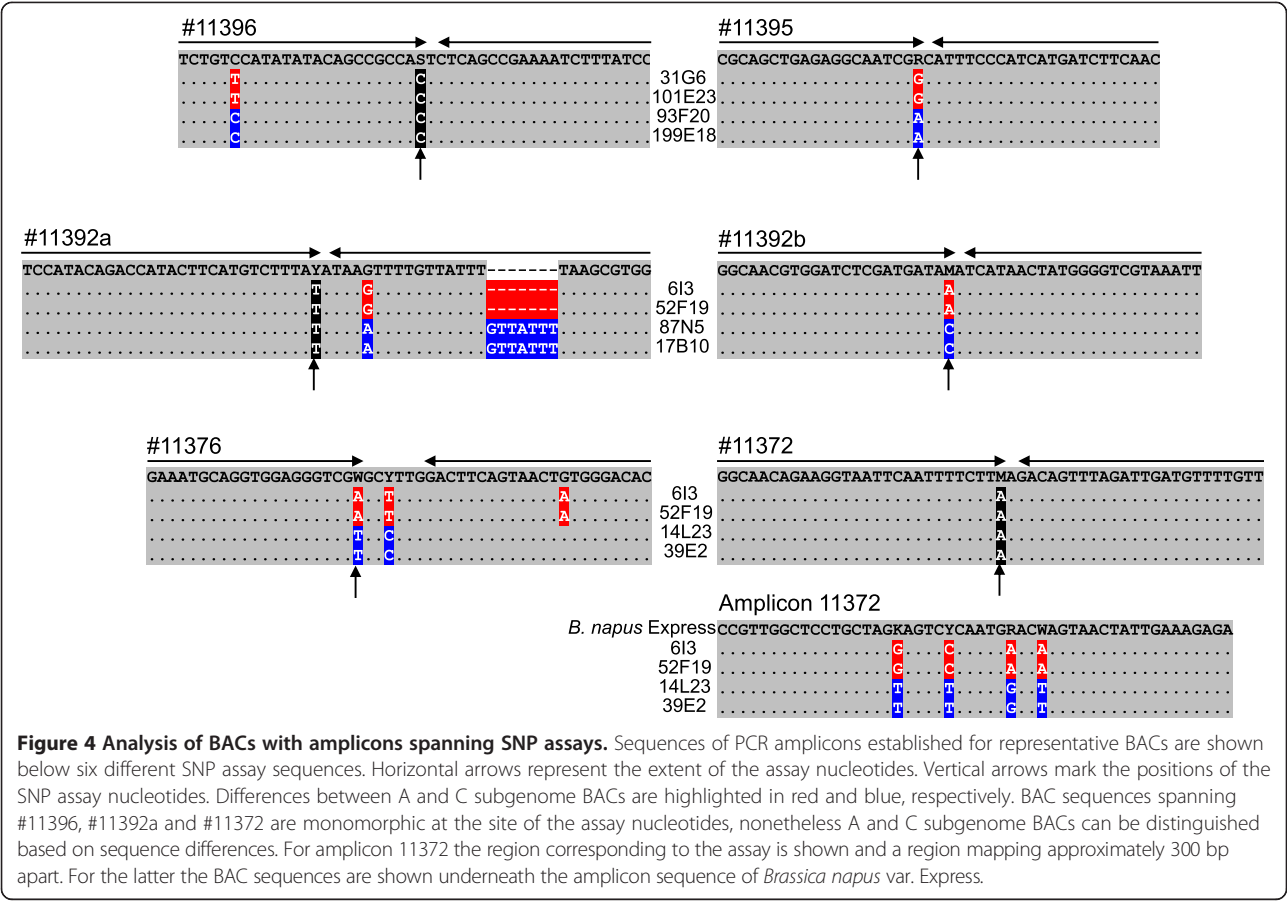 #11396
TCTGTCCATATATACAGCCGCCASTCTCAGCCGAAAATCTTTATCC
T C 31G6
T C 101E23
C C 93F20
C C 199E18
#11395
CGCAGCTGAGAGGCAATCGRCATTTCCCATCATGATCTTCAAC
G
G
A
A
#11392a
TCCATACAGACCATACTTCATGTCTTTAYATAAGTTTTGTTATTT-------TAAGCGTGG
T G ------- 6I3
T G ------- 52F19
T A GTTATTT 87N5
T A GTTATTT 17B10
#11392b
GGCAACGTGGATCTCGATGATAMATCATAACTATGGGGTCGTAAATT
A
A
C
C
#11376
GAAATGCAGGTGGAGGGTCGWGCYTTGGACTTCAGTAACTGTGGGACAC
A T A 6I3
A T A 52F19
T C 14L23
T C 39E2
#11372
GGCAACAGAAGGTAATTCAATTTTCTTMAGACAGTTTAGATTGATGTTTTGTT
A
A
A
A
Amplicon 11372
B. napus Express CCGTTGGCTCCTGCTAGKAGTCYCAATGRACWAGTAACTATTGAAAGAGA
6I3 G C A A
52F19 G C A A
14L23 T T G T
39E2 T T G T
Figure 4 Analysis of BACs with amplicons spanning SNP assays. Sequences of PCR amplicons established for representative BACs are shown
below six different SNP assay sequences. Horizontal arrows represent the extent of the assay nucleotides. Vertical arrows mark the positions of the
SNP assay nucleotides. Differences between A and C subgenome BACs are highlighted in red and blue, respectively. BAC sequences spanning
#11396, #11392a and #11372 are monomorphic at the site of the assay nucleotides, nonetheless A and C subgenome BACs can be distinguished
based on sequence differences. For amplicon 11372 the region corresponding to the assay is shown and a region mapping approximately 300 bp
apart. For the latter the BAC sequences are shown underneath the amplicon sequence of Brassica napus var. Express.